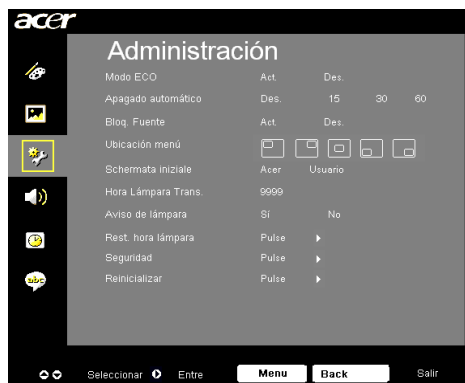 acer
Administración
Modo ECO Act. Des.
Apagado automático Des. 15 30 60
Bloq. Fuente Act. Des.
Ubicación menú
Schermata iniziale Acer Usuario
Hora Lámpara Trans. 9999
Aviso de lámpara Sí No
Rest. hora lámpara Pulse
Seguridad Pulse
Reinicializar Pulse
abc
Seleccionar Entre Menu Back Salir